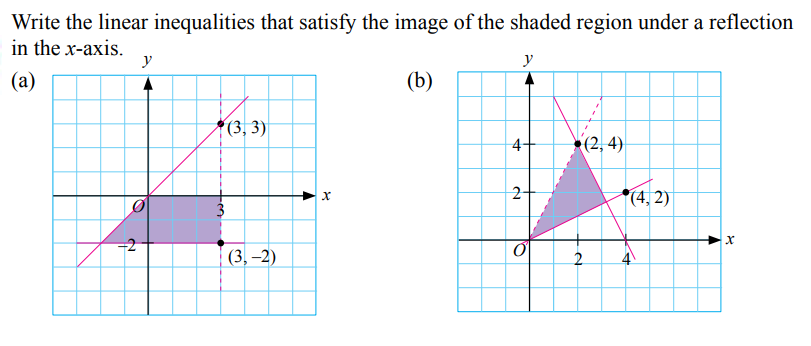 Write the linear inequalities that satisfy the image of the shaded region under a reflection
in the x-axis.
(a)
y
(3, 3)
x
O
3
–2
(3, –2)
(b)
y
4
(2, 4)
2
(4, 2)
x
O
2
4